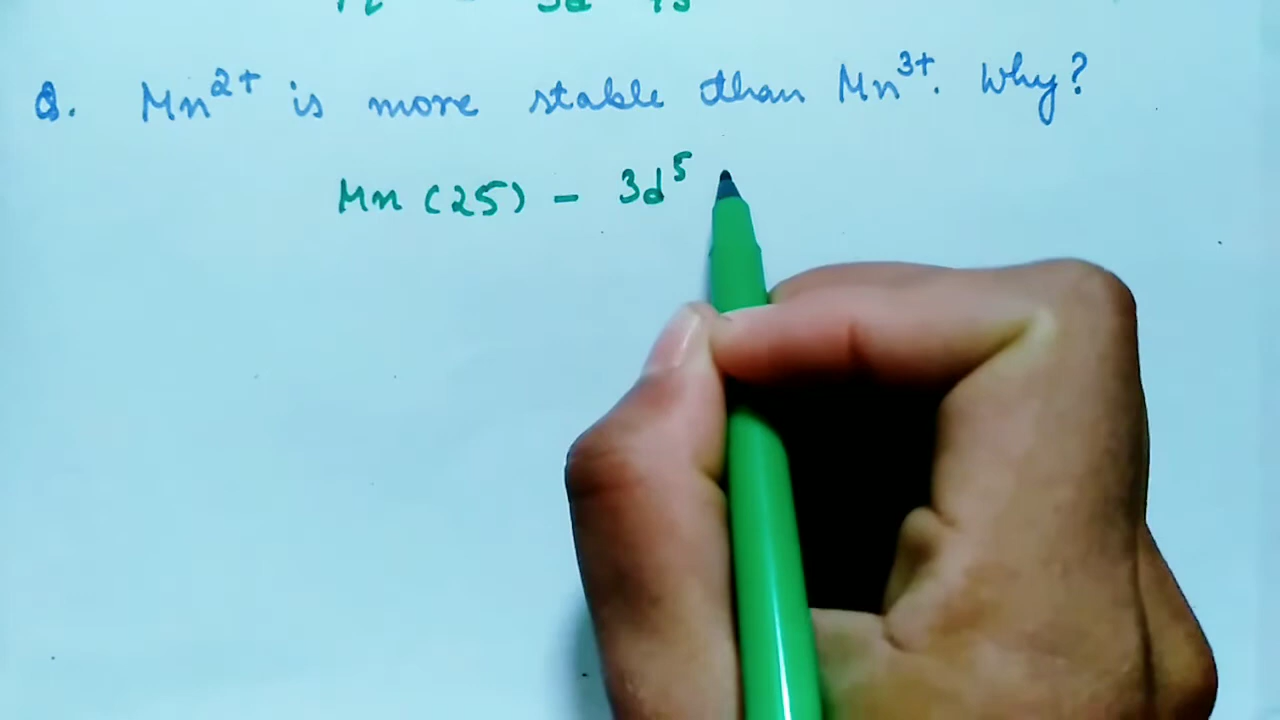 Q. Mn2+ is more stable than Mn3+. Why?
Mn (25) - 3d5